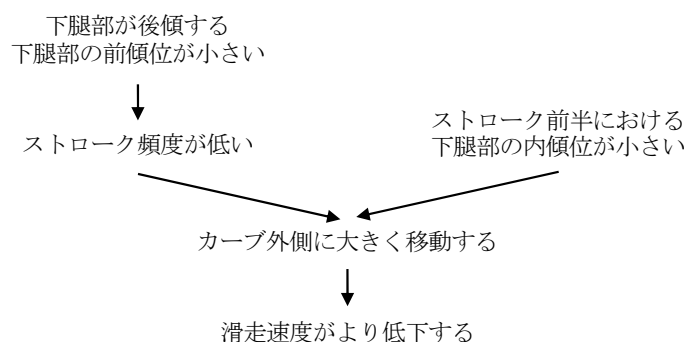 下腿部が後傾する
下腿部の前傾位が小さい
ストローク頻度が低い
ストローク前半における
下腿部の内傾位が小さい
カーブ外側に大きく移動する
滑走速度がより低下する